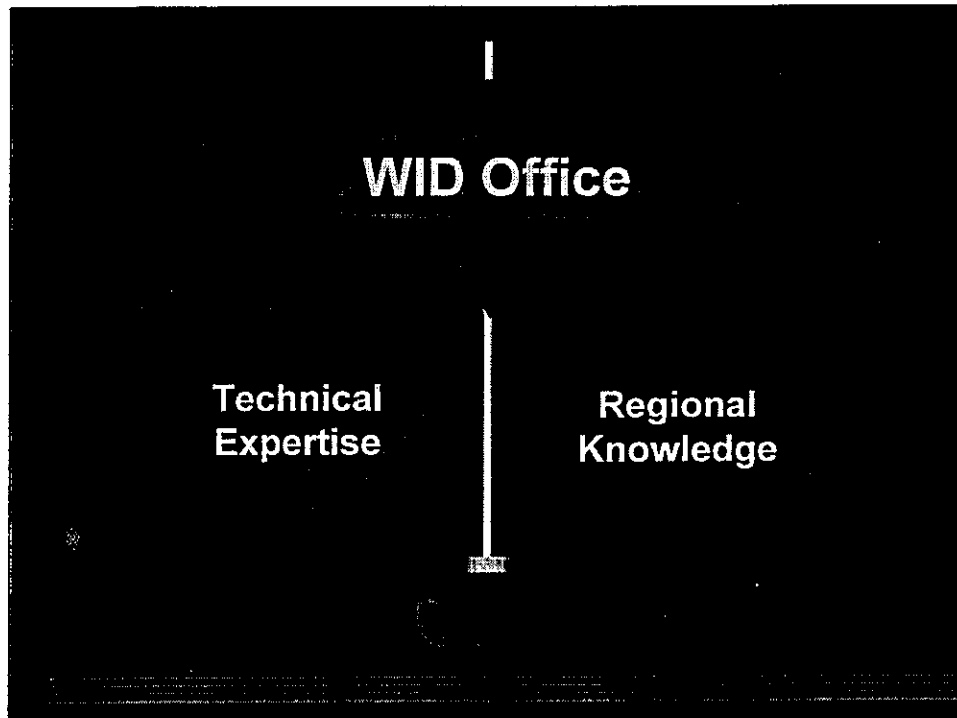 WID Office
Technical
Expertise
Regional
Knowledge